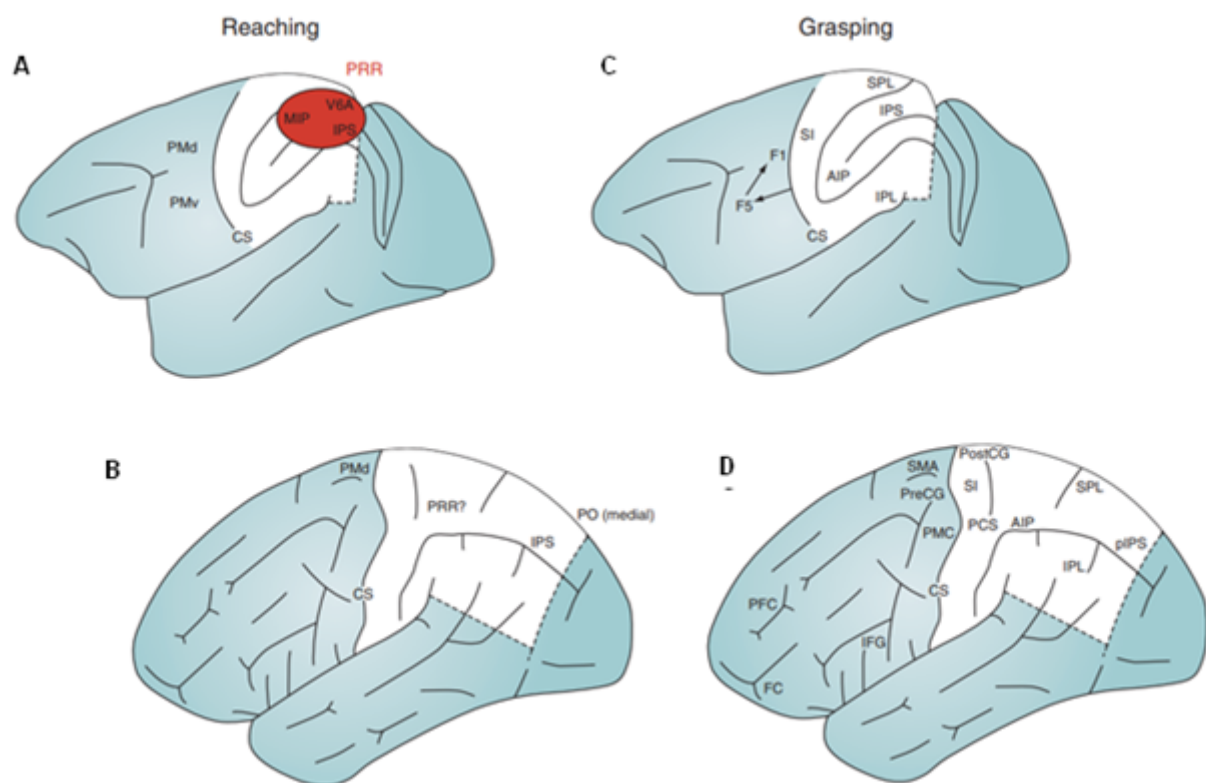 Reaching
Grasping
A
PRR
V6A
MIP
IPS
PMd
PMv
CS
C
SPL
IPS
SI
F1
AIP
F5
IPL
CS
B
PMd
PRR?
PO (medial)
IPS
CS
D
PostCG
SMA
SI
SPL
PreCG
PMC
PCS
AIP
pIPS
IPL
CS
PFC
IFG
FC